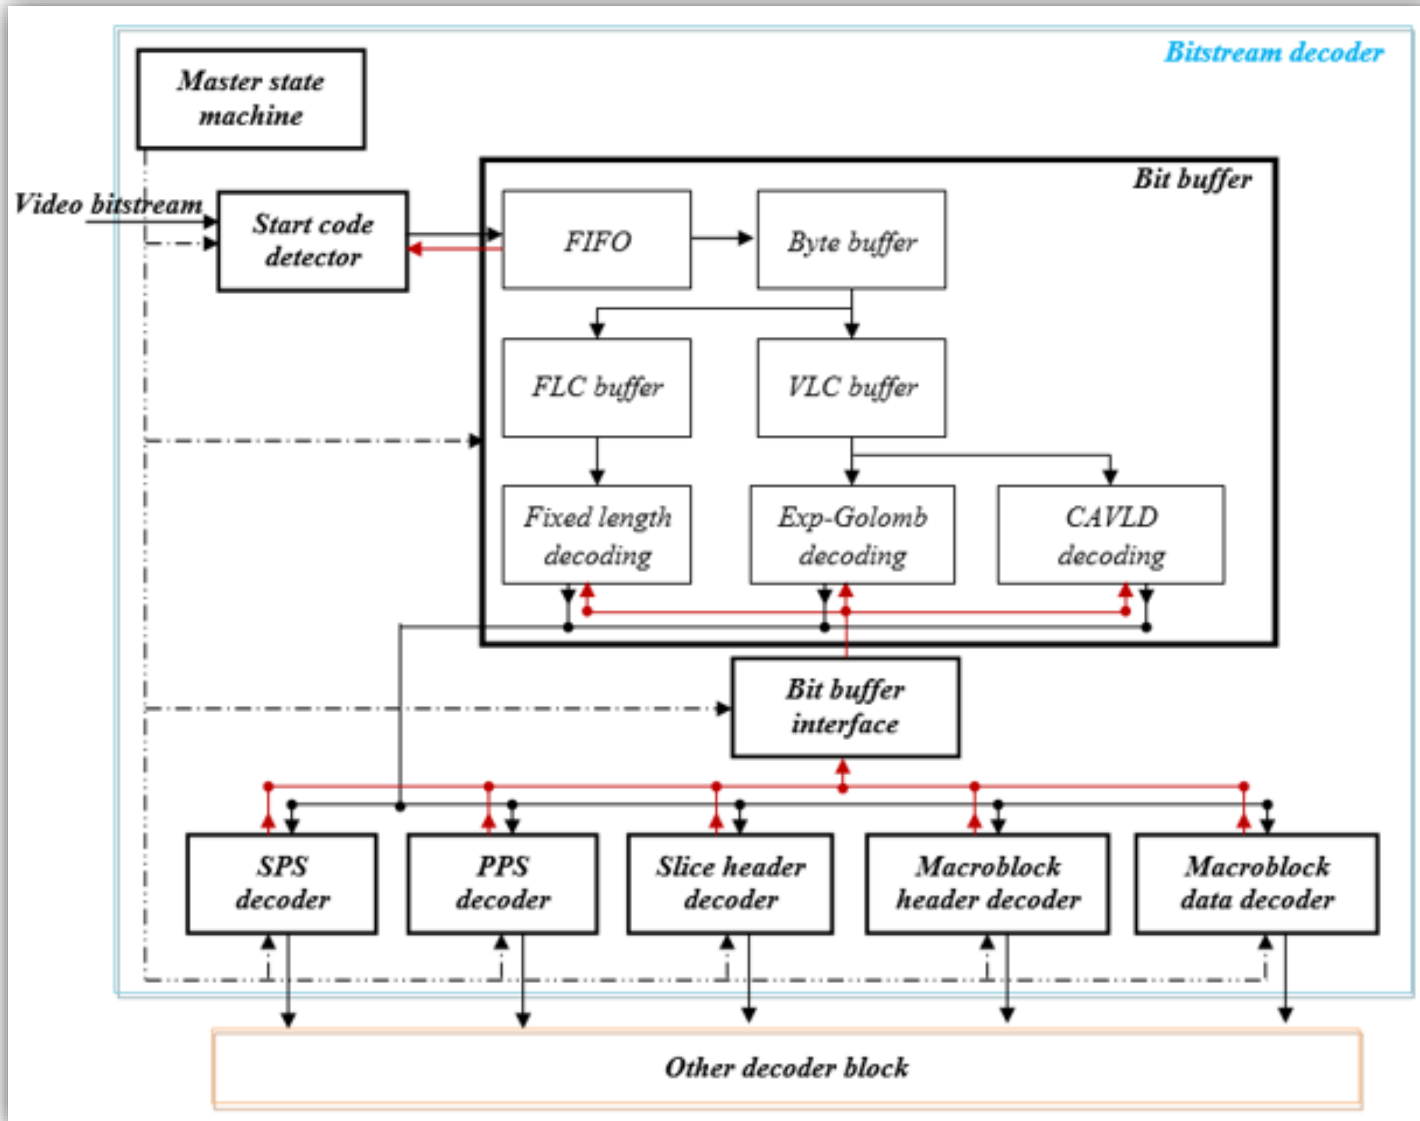 Bitstream decoder
Master state
machine
Bit buffer
Video bitstream
Start code
detector
FIFO
Byte buffer
FLC buffer
VLC buffer
Fixed length
decoding
Exp-Golomb
decoding
CAVLD
decoding
Bit buffer
interface
SPS
decoder
PPS
decoder
Slice header
decoder
Macroblock
header decoder
Macroblock
data decoder
Other decoder block